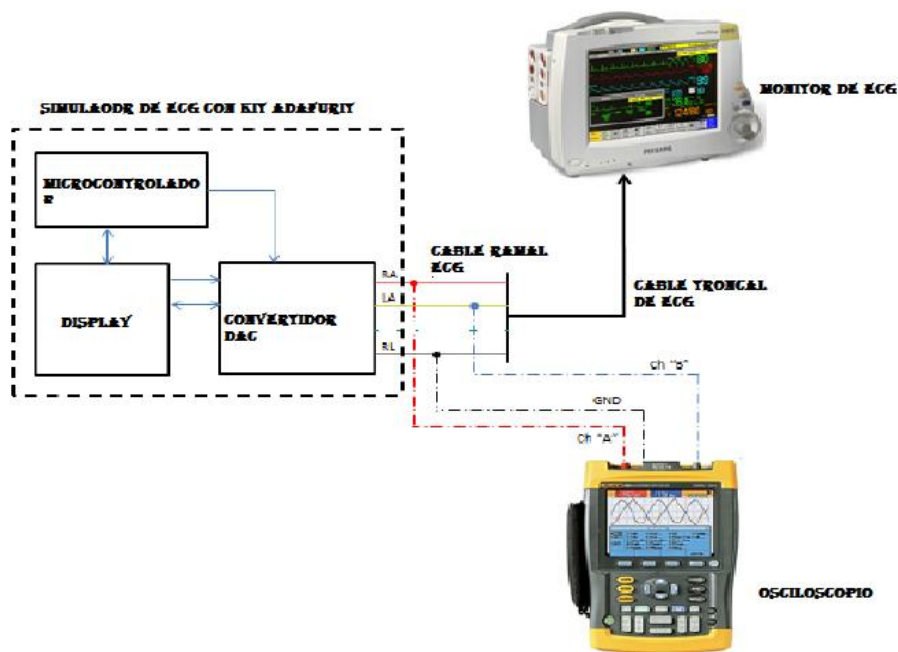 MONITOR DE ECG
SIMULAODR DE ECG CON KIT ADAFURIT
MICROCONTROLADO
R
CABLE RAMAL
ECG
RA
LA
CABLE TRONCAL
DE ECG
DISPLAY
CONVERTIDOR
DAC
RL
Ch "B"
GND
Ch "A"
OSCILOSCOPIO